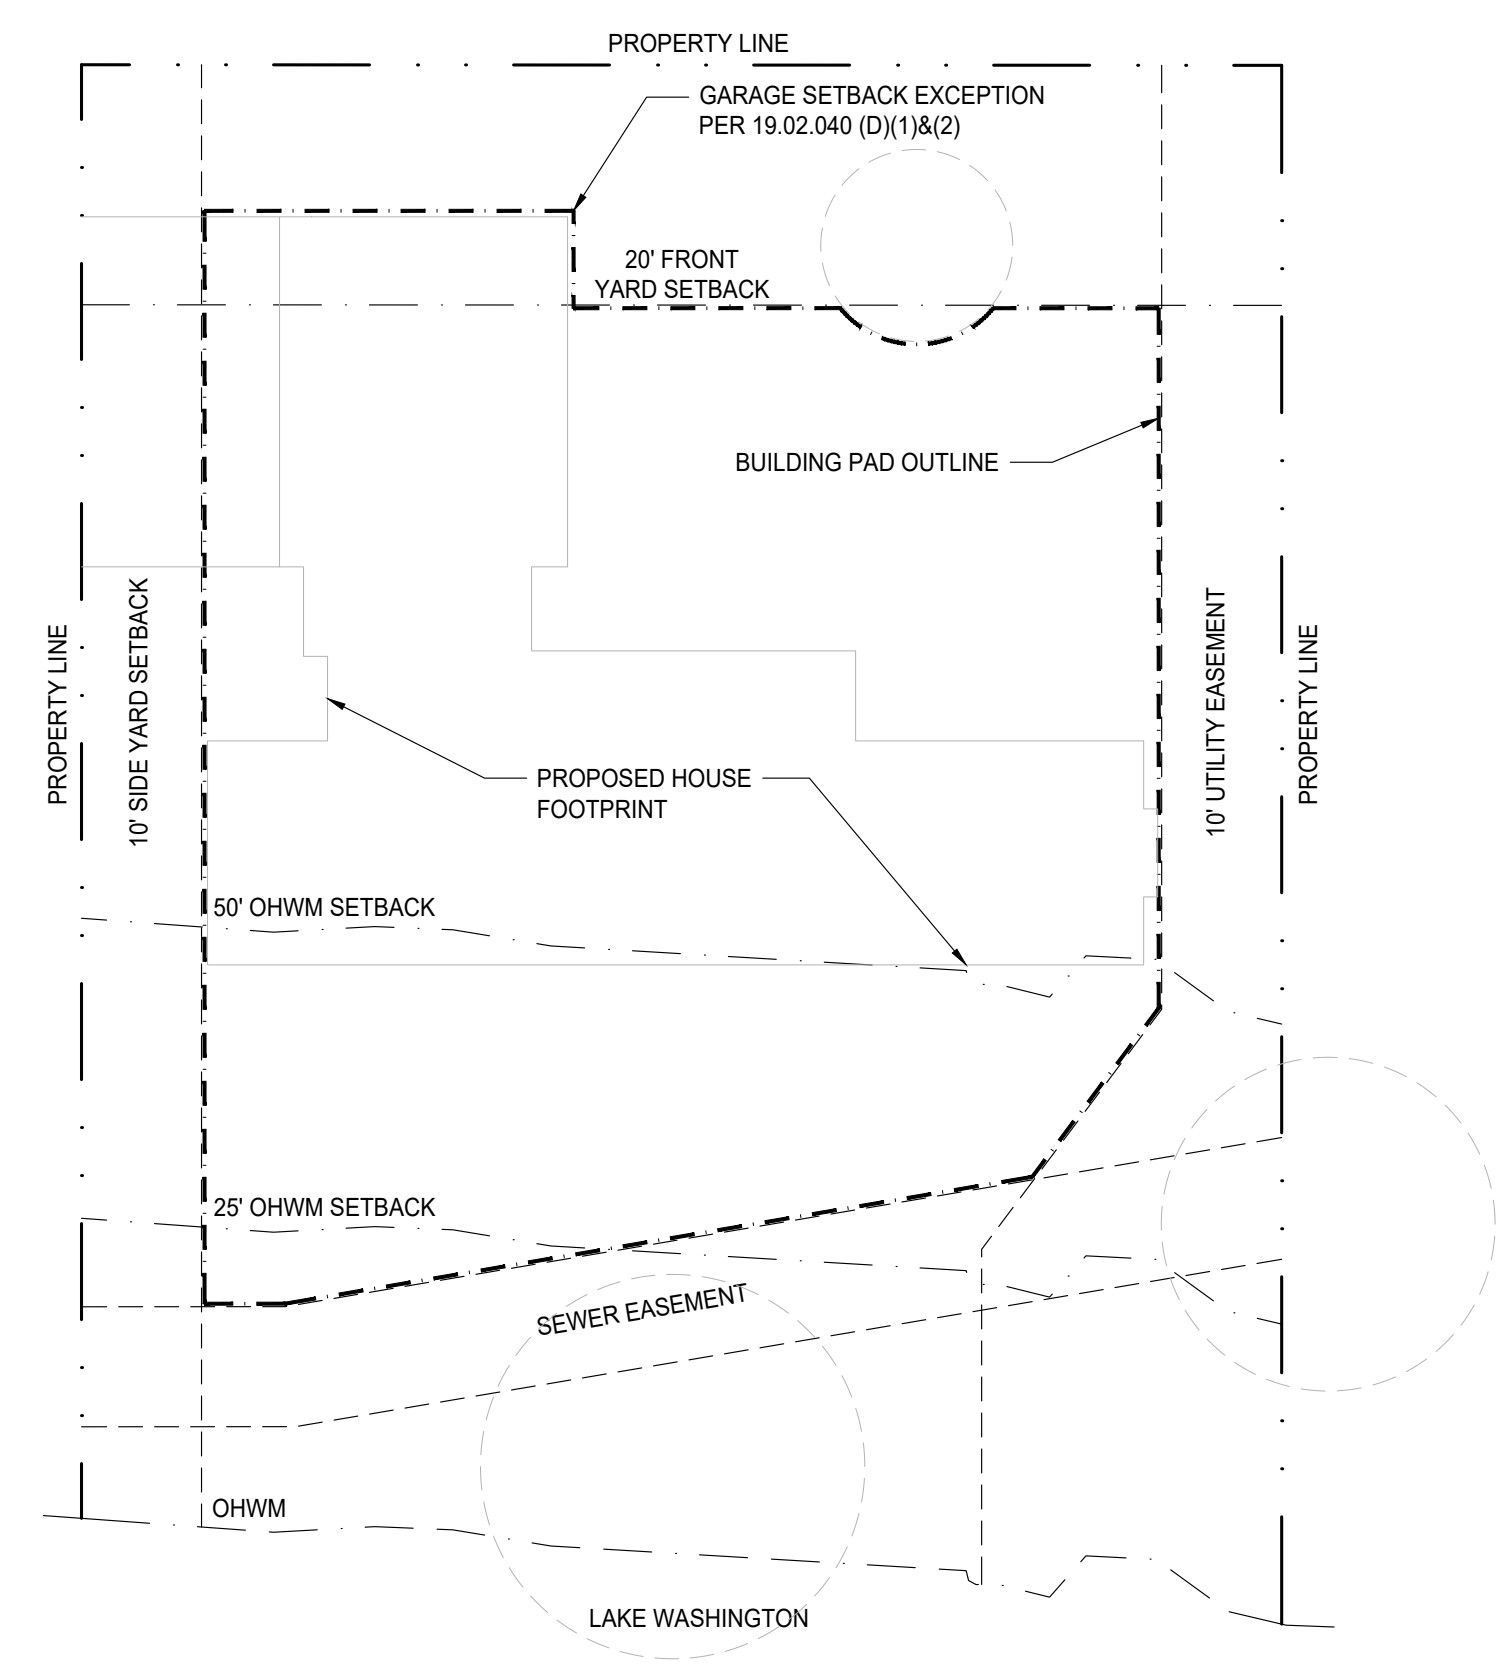 PROPERTY LINE
GARAGE SETBACK EXCEPTION
PER 19.02.040 (D)(1)&(2)
20' FRONT
YARD SETBACK
BUILDING PAD OUTLINE
PROPERTY LINE
10' SIDE YARD SETBACK
10' UTILITY EASEMENT
PROPERTY LINE
PROPOSED HOUSE
FOOTPRINT
50' OHWM SETBACK
25' OHWM SETBACK
SEWER EASEMENT
OHWM
LAKE WASHINGTON